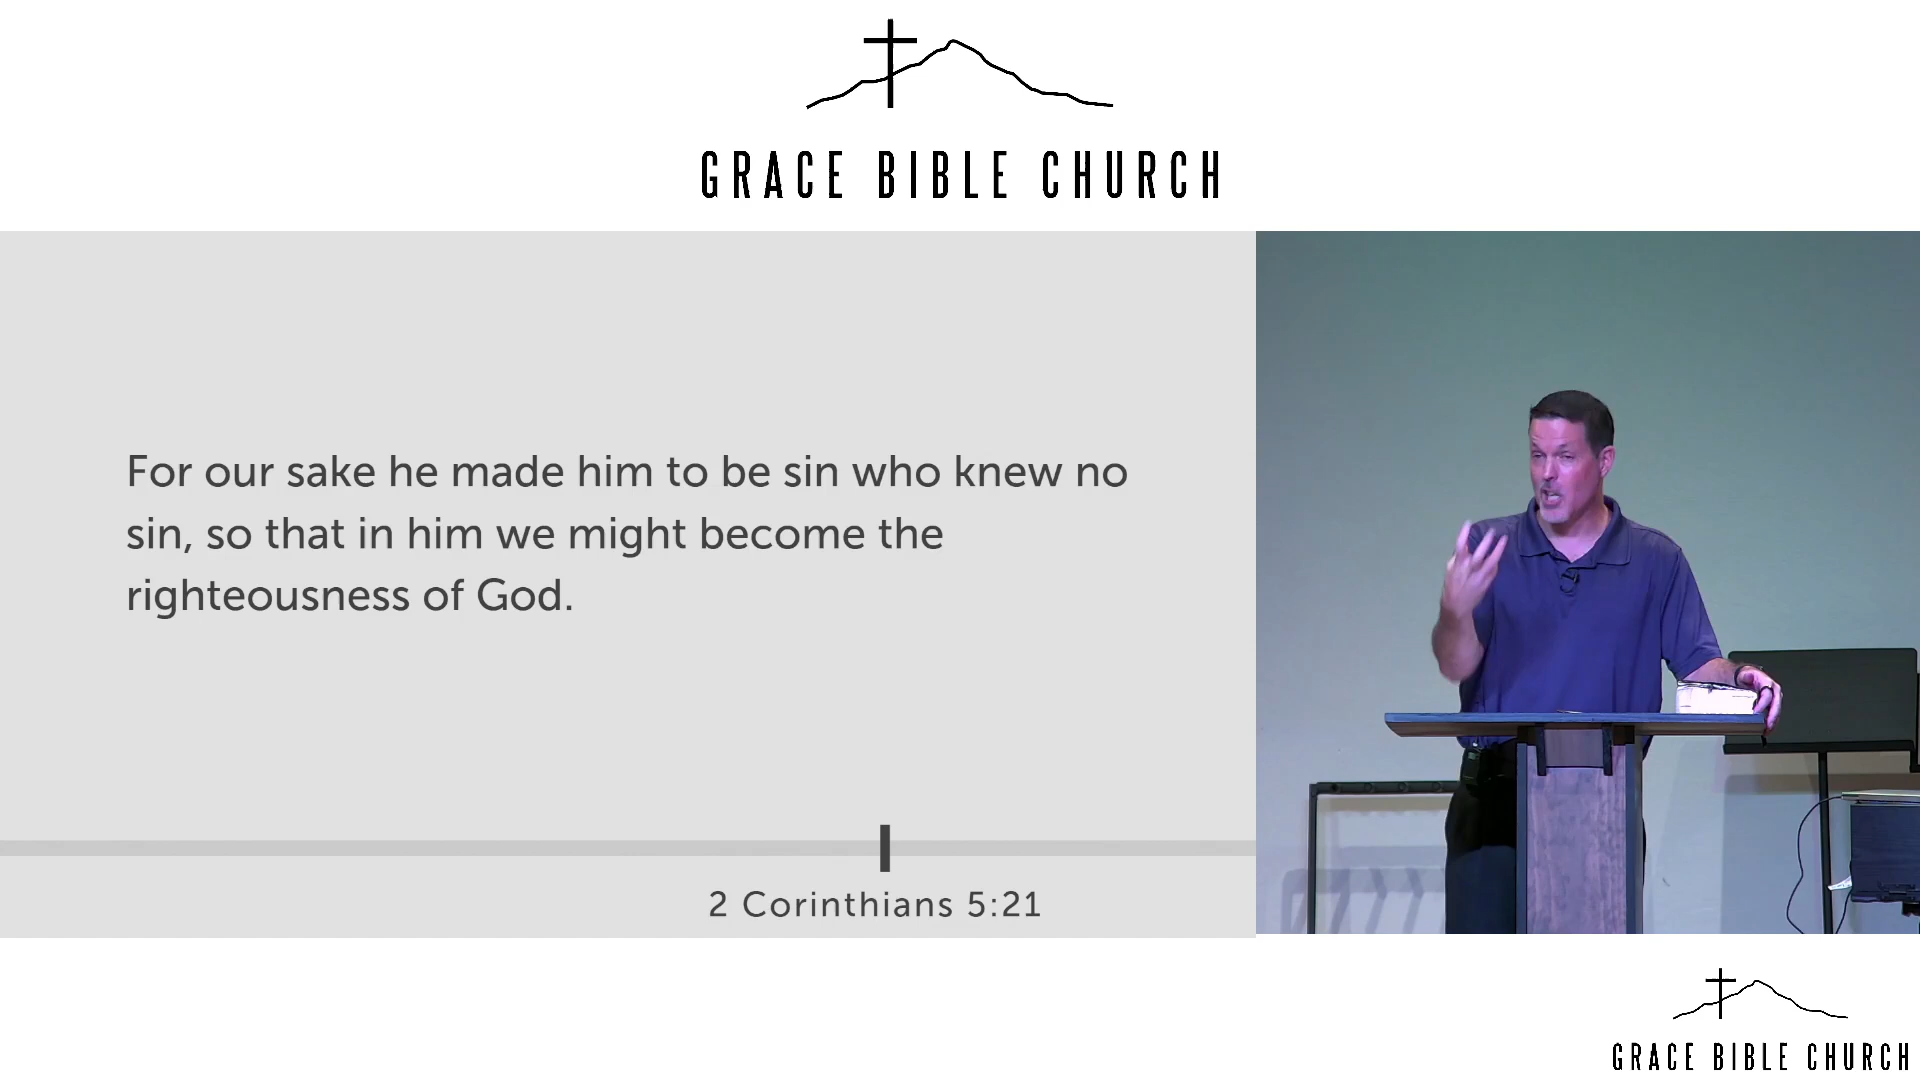 GRACE BIBLE CHURCH
For our sake he made him to be sin who knew no
sin, so that in him we might become the
righteousness of God.
2 Corinthians 5:21
GRACE BIBLE CHURCH